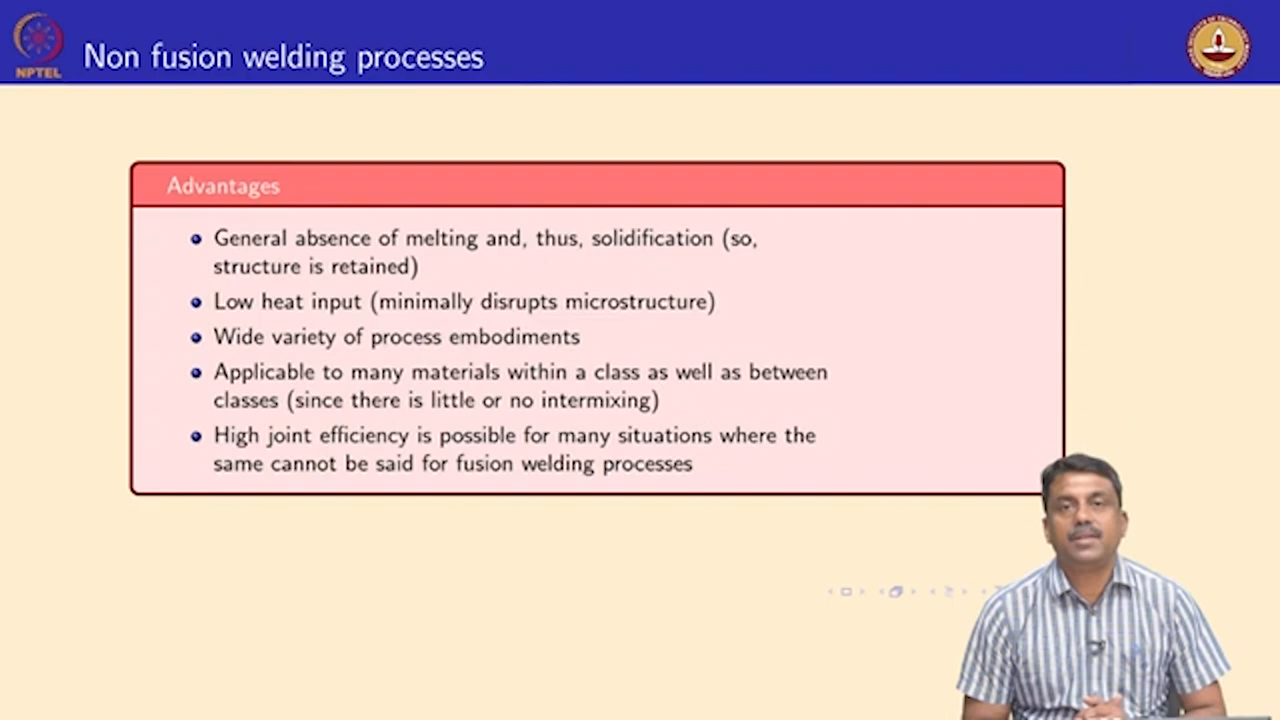 NPTEL
Non fusion welding processes
Advantages
General absence of melting and, thus, solidification (so,
structure is retained)
Low heat input (minimally disrupts microstructure)
Wide variety of process embodiments
Applicable to many materials within a class as well as between
classes (since there is little or no intermixing)
High joint efficiency is possible for many situations where the
same cannot be said for fusion welding processes